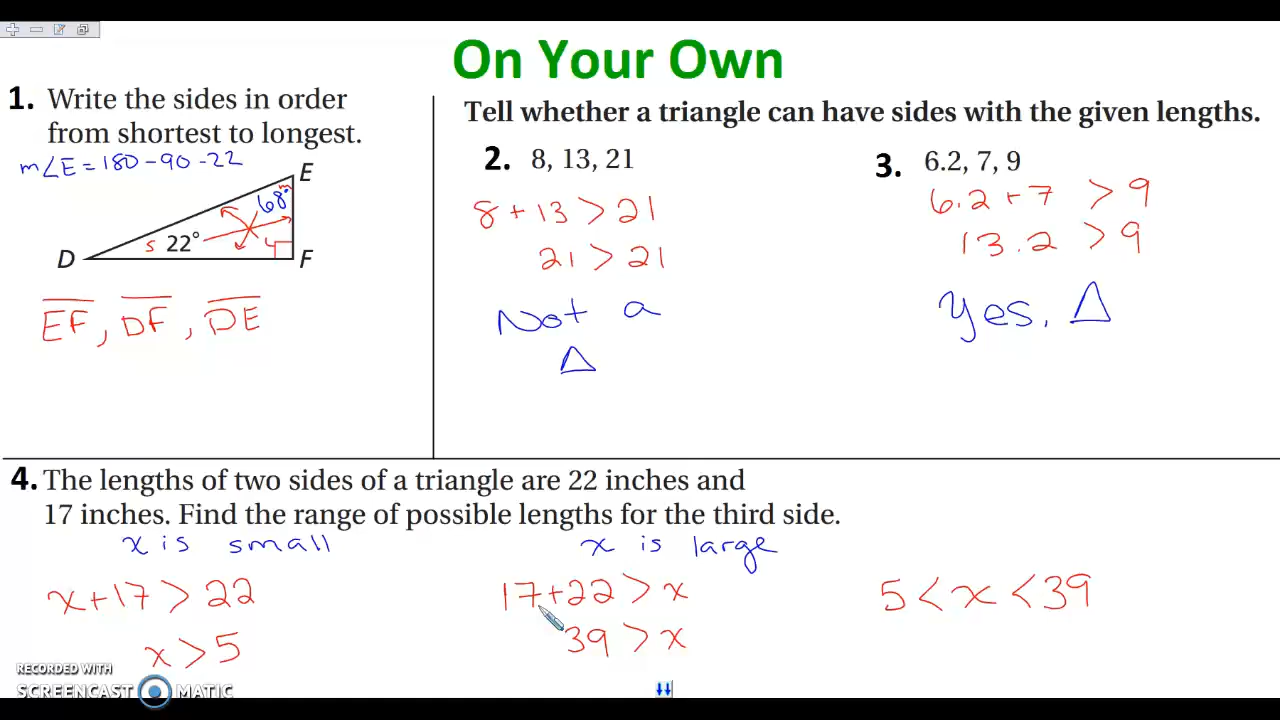 On Your Own
1. Write the sides in order
from shortest to longest.
m∠E = 180 - 90 - 22
E
68°
m
S 22°
L
D
F
EF, DF, DE
Tell whether a triangle can have sides with the given lengths.
2. 8, 13, 21
8 + 13 > 21
21 > 21
Not a
Δ
3. 6.2, 7, 9
6.2 + 7 > 9
13.2 > 9
Yes, Δ
4. The lengths of two sides of a triangle are 22 inches and
17 inches. Find the range of possible lengths for the third side.
x is small
x + 17 > 22
x > 5
x is large
17 + 22 > x
39 > x
5 < x < 39
RECORDED WITH
SCREENCAST MATIC